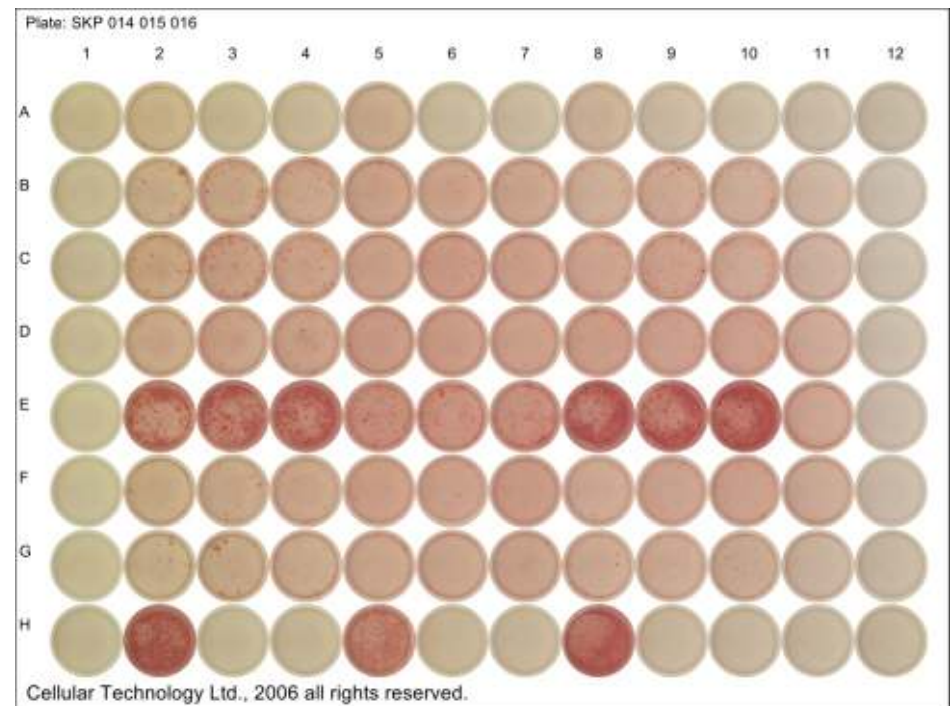 Plate: SKP 014 015 016
1 2 3 4 5 6 7 8 9 10 11 12
A
B
C
D
E
F
G
H
Cellular Technology Ltd., 2006 all rights reserved.